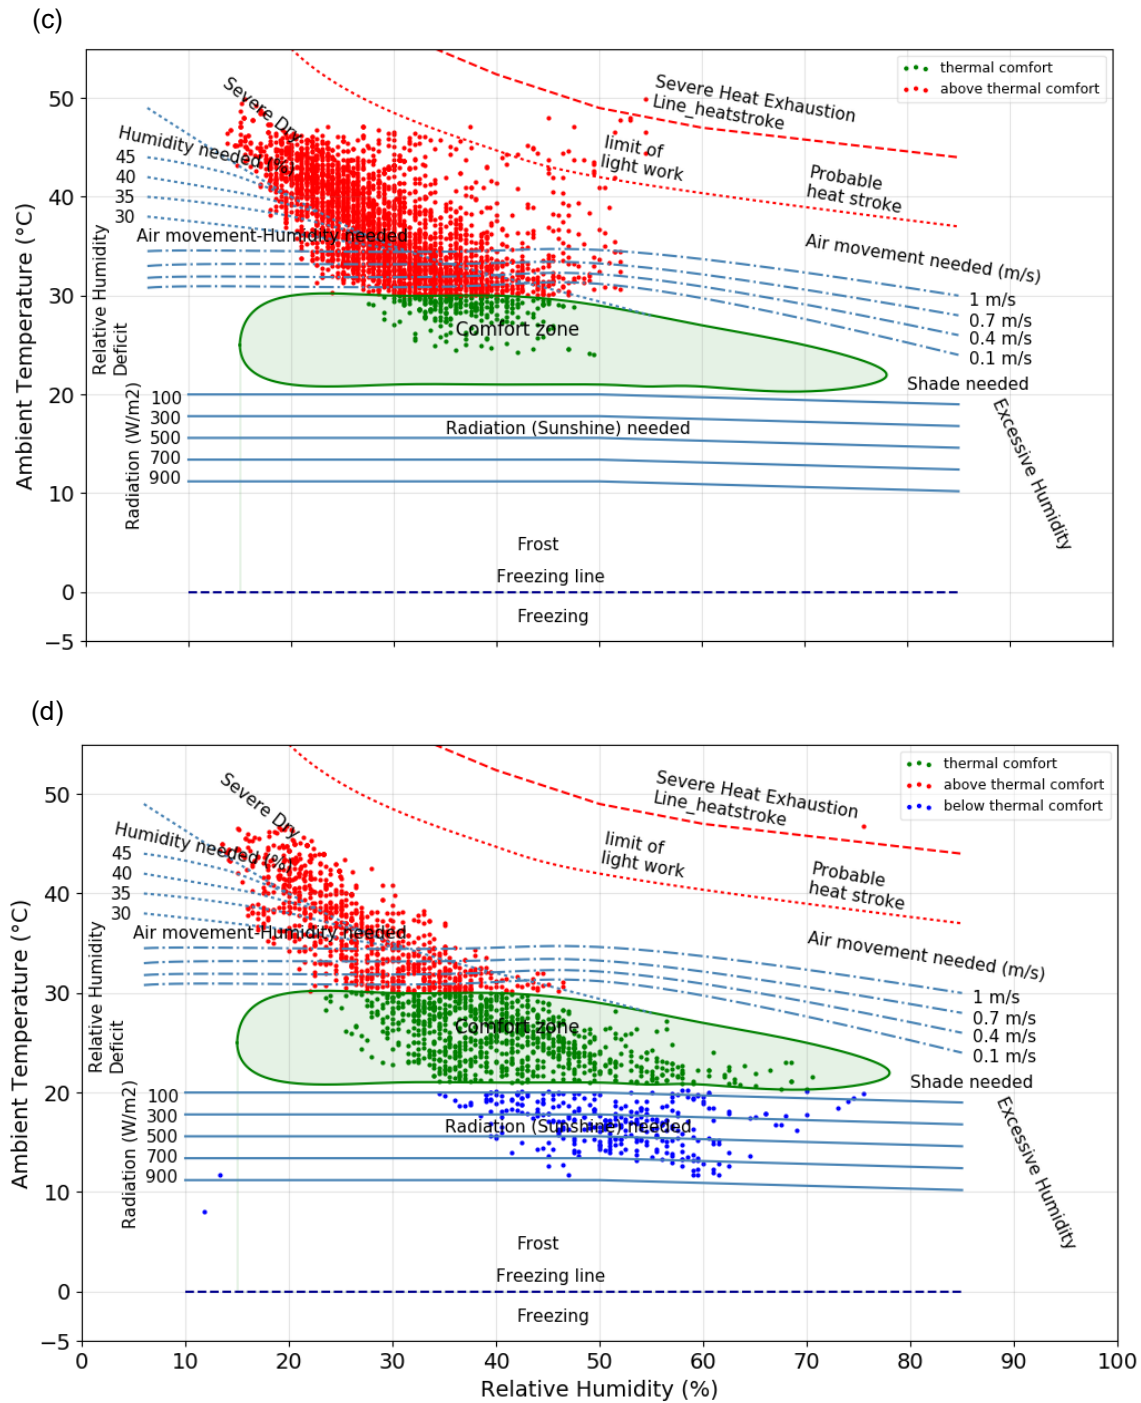 (c)
thermal comfort
above thermal comfort
Severe Heat Exhaustion
Line_heatstroke
Severe Dry
Humidity needed (%)
limit of
light work
Probable
heat stroke
50
45
40
35
30
40
Air movement-Humidity needed
Air movement needed (m/s)
1 m/s
0.7 m/s
0.4 m/s
0.1 m/s
30
Relative Humidity
Deficit
Comfort zone
Ambient Temperature (°C)
Shade needed
20
100
300
500
700
900
Radiation (W/m2)
Radiation (Sunshine) needed
Excessive Humidity
10
Frost
Freezing line
0
Freezing
−5
(d)
thermal comfort
above thermal comfort
below thermal comfort
Severe Heat Exhaustion
Line_heatstroke
Severe Dry
Humidity needed (%)
limit of
light work
Probable
heat stroke
50
45
40
35
30
40
Air movement-Humidity needed
Air movement needed (m/s)
1 m/s
0.7 m/s
0.4 m/s
0.1 m/s
30
Relative Humidity
Deficit
Comfort zone
Ambient Temperature (°C)
Shade needed
20
100
300
500
700
900
Radiation (W/m2)
Radiation (Sunshine) needed
Excessive Humidity
10
Frost
Freezing line
0
Freezing
−5
0 10 20 30 40 50 60 70 80 90 100
Relative Humidity (%)